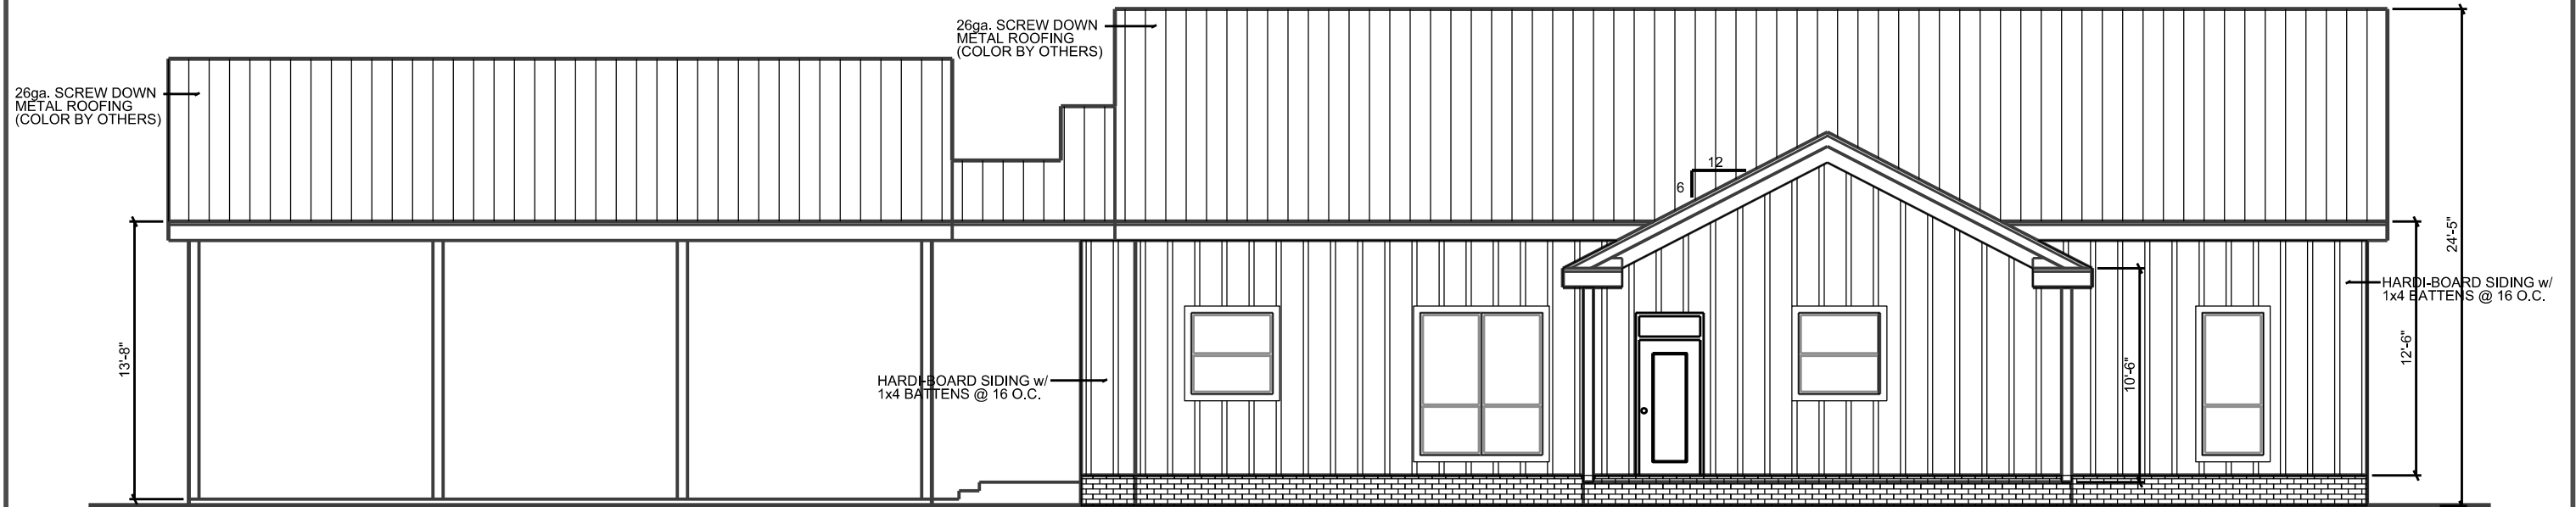 26ga. SCREW DOWN
METAL ROOFING
(COLOR BY OTHERS)
26ga. SCREW DOWN
METAL ROOFING
(COLOR BY OTHERS)
12
6
24'-5"
HARDI-BOARD SIDING w/
1x4 BATTENS @ 16 O.C.
13'-8"
12'-6"
10'-6"
HARDI-BOARD SIDING w/
1x4 BATTENS @ 16 O.C.